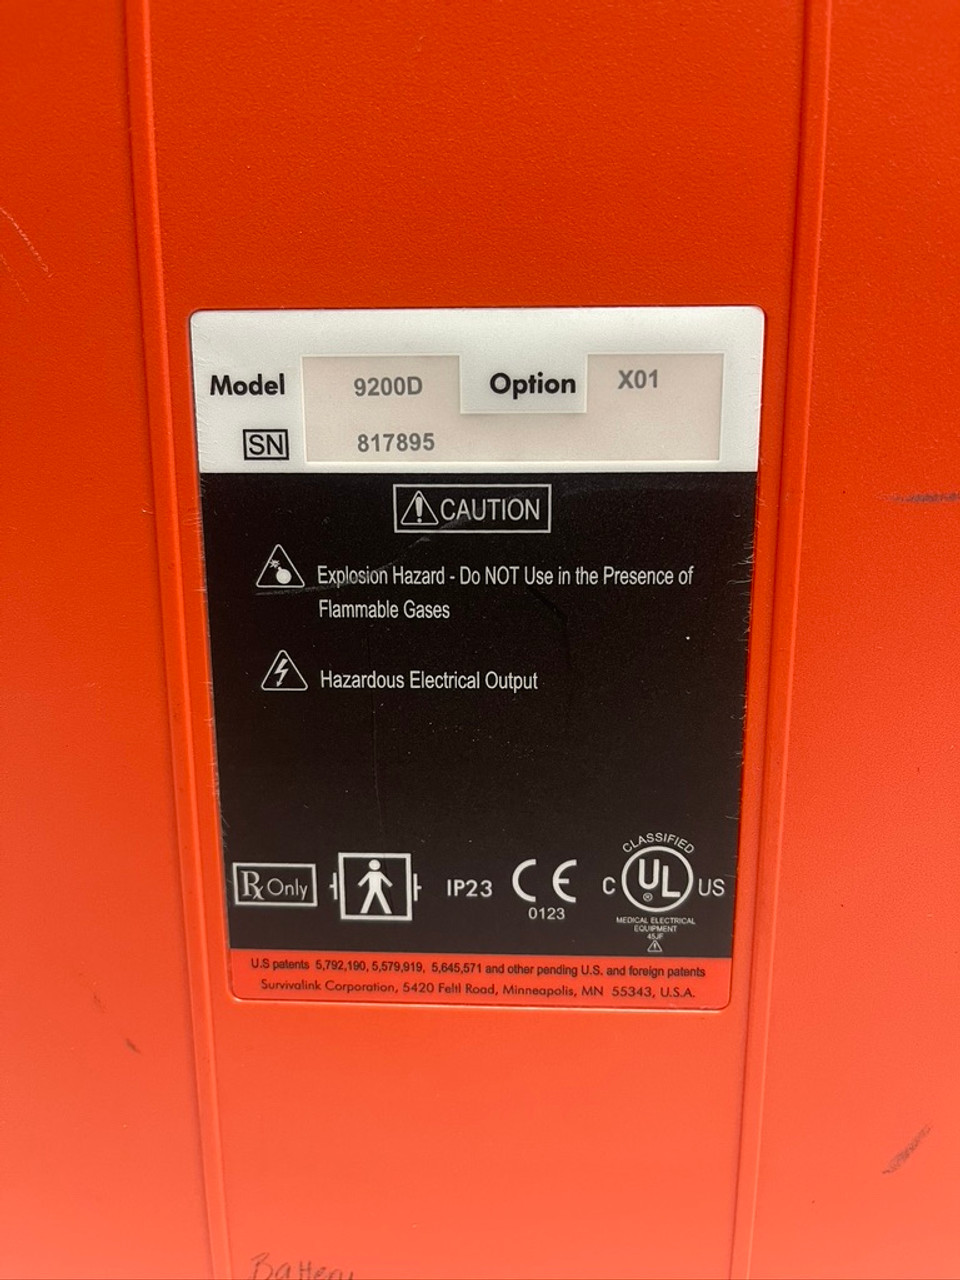 Model 9200D Option X01
SN 817895
CAUTION
Explosion Hazard - Do NOT Use in the Presence of
Flammable Gases
Hazardous Electrical Output
Rx Only IP23 CE 0123
CLASSIFIED
C UL ® US
MEDICAL ELECTRICAL
EQUIPMENT
45JF
U.S patents 5,792,190, 5,579,919, 5,645,571 and other pending U.S. and foreign patents
Survivalink Corporation, 5420 Feltl Road, Minneapolis, MN 55343, U.S.A.
Battery